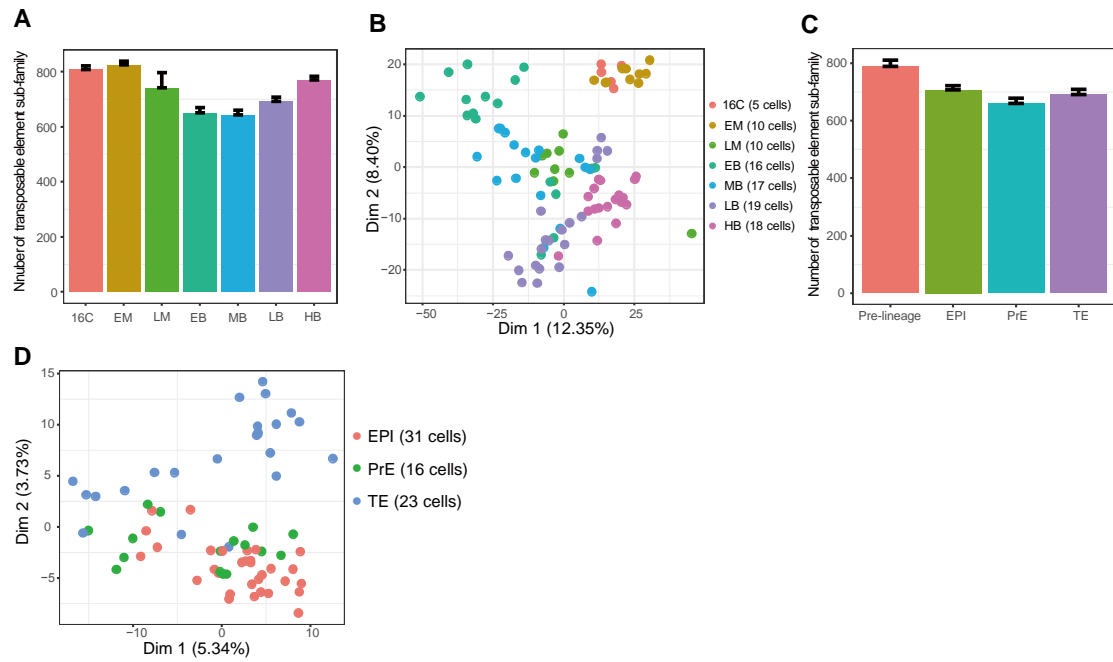 A
Nuber of transposable element sub-family
800
600
400
200
0
16C EM LM EB MB LB HB
B
Dim 2 (8.40%)
20
10
0
−10
−20
−50 −25 0 25
Dim 1 (12.35%)
16C (5 cells)
EM (10 cells)
LM (10 cells)
EB (16 cells)
MB (17 cells)
LB (19 cells)
HB (18 cells)
C
Number of transposable element sub-family
800
600
400
200
0
Pre-lineage EPI PrE TE
D
Dim 2 (3.73%)
15
10
5
0
−5
−10 0 10
Dim 1 (5.34%)
EPI (31 cells)
PrE (16 cells)
TE (23 cells)